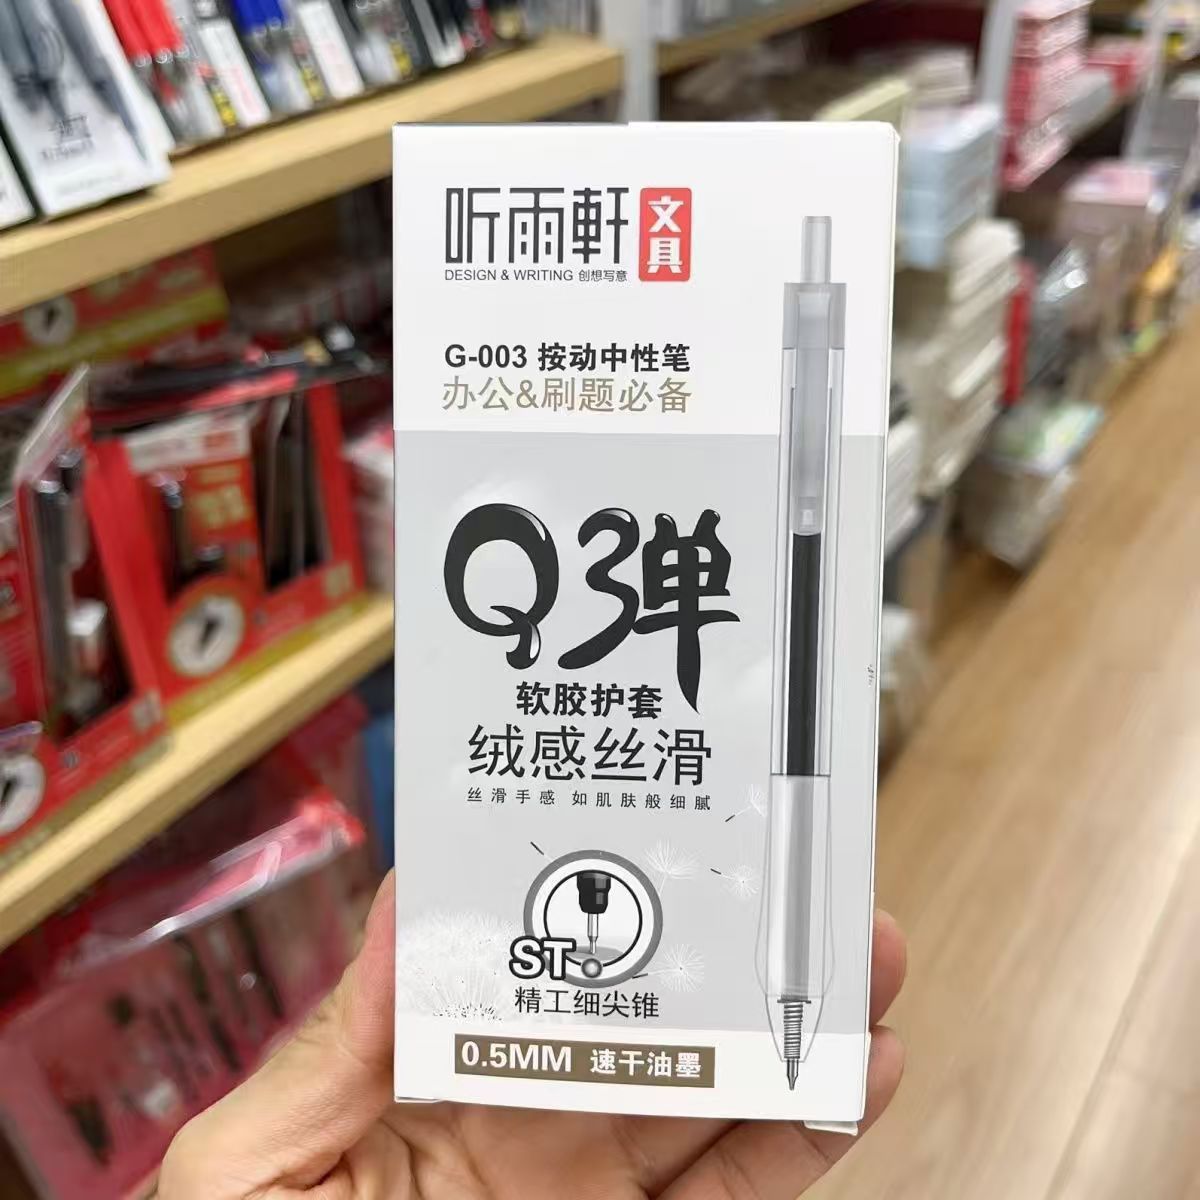 听雨軒 文具
DESIGN & WRITING 创想写意
G-003 按动中性笔
办公&刷题必备
Q弹
软胶护套
绒感丝滑
丝滑手感 如肌肤般细腻
ST
精工细尖锥
0.5MM 速干油墨